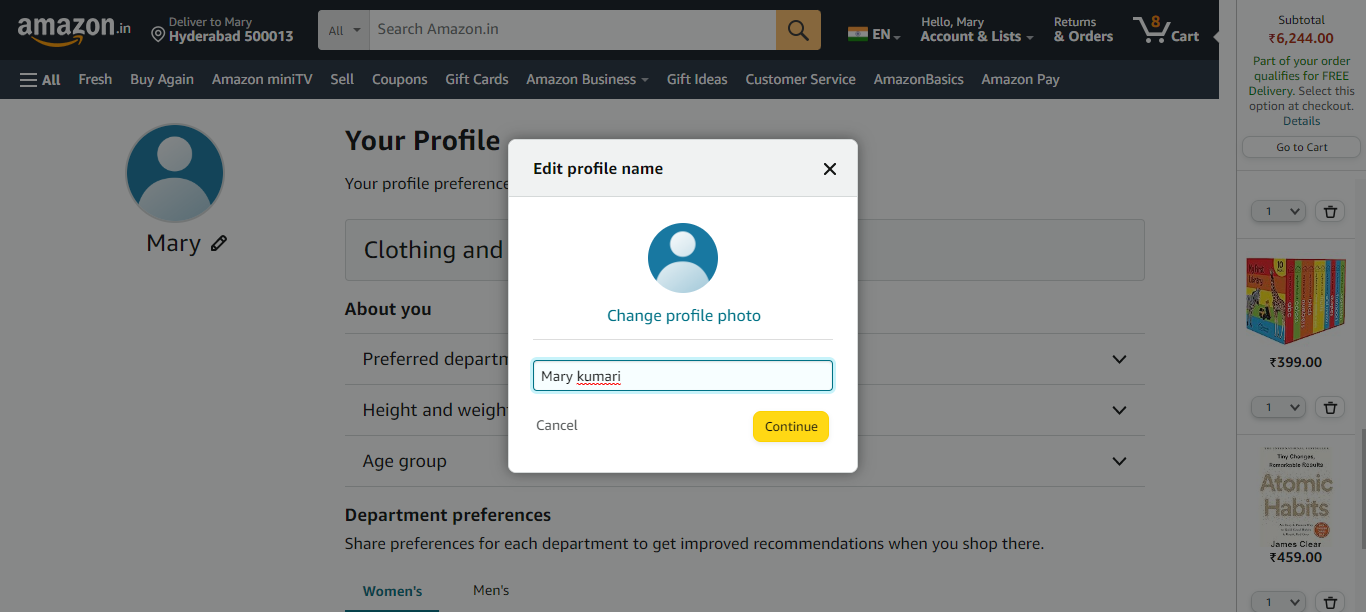 amazon.in
Deliver to Mary
Hyderabad 500013
All
Search Amazon.in
EN
Hello, Mary
Account & Lists
Returns
& Orders
8
Cart
All
Fresh
Buy Again
Amazon miniTV
Sell
Coupons
Gift Cards
Amazon Business
Gift Ideas
Customer Service
AmazonBasics
Amazon Pay
Mary
Your Profile
Your profile preference
Clothing and
About you
Preferred departm
Height and weigh
Age group
Department preferences
Share preferences for each department to get improved recommendations when you shop there.
Women's
Men's
Edit profile name
Change profile photo
Mary kumari
Cancel
Continue
Subtotal
₹6,244.00
Part of your order
qualifies for FREE
Delivery. Select this
option at checkout.
Details
Go to Cart
1
My First
Library
10
₹399.00
1
Tiny Changes,
Remarkable Results
Atomic
Habits
James Clear
₹459.00
1